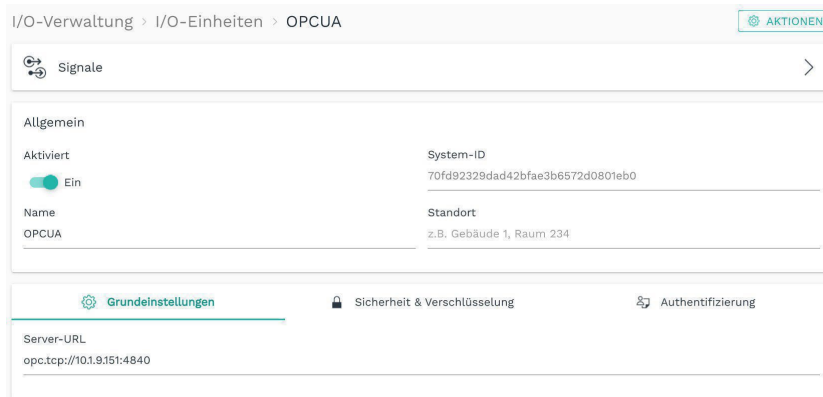 I/O-Verwaltung > I/O-Einheiten > OPCUA
AKTIONEN
Signale
Allgemein
Aktiviert
Ein
System-ID
70fd92329dad42bfae3b6572d0801eb0
Name
OPCUA
Standort
z.B. Gebäude 1, Raum 234
Grundeinstellungen
Sicherheit & Verschlüsselung
Authentifizierung
Server-URL
opc.tcp://10.1.9.151:4840